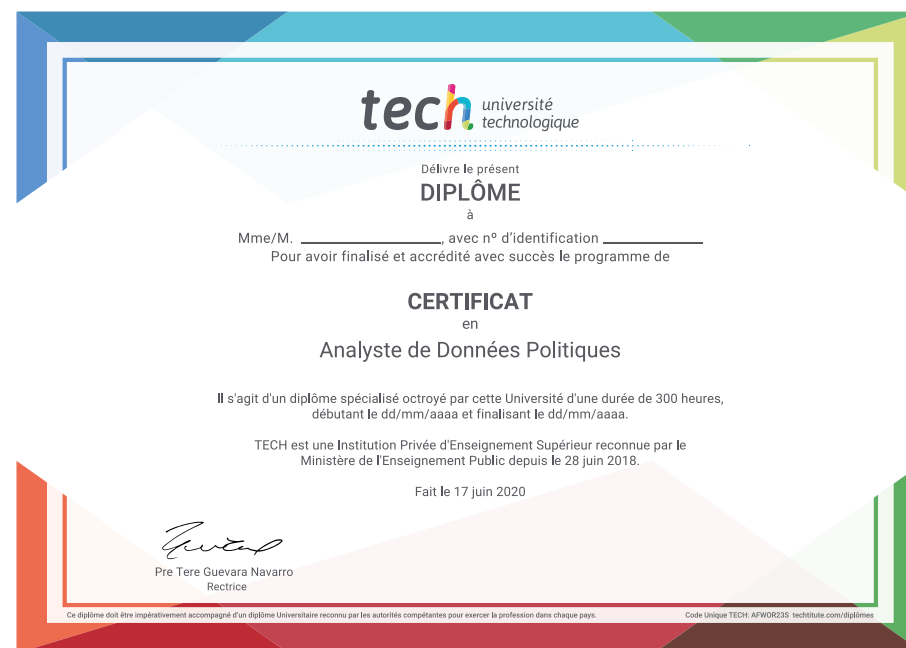 tech université
technologique
Délivre le présent
DIPLÔME
à
Mme/M. ____________________, avec nº d'identification ______________
Pour avoir finalisé et accrédité avec succès le programme de
CERTIFICAT
en
Analyste de Données Politiques
Il s'agit d'un diplôme spécialisé octroyé par cette Université d'une durée de 300 heures,
débutant le dd/mm/aaaa et finalisant le dd/mm/aaaa.
TECH est une Institution Privée d'Enseignement Supérieur reconnue par le
Ministère de l'Enseignement Public depuis le 28 juin 2018.
Fait le 17 juin 2020
Pre Tere Guevara Navarro
Rectrice
Ce diplôme doit être impérativement accompagné d'un diplôme Universitaire reconnu par les autorités compétentes pour exercer la profession dans chaque pays. Code Unique TECH: AFWOR23S techtitute.com/diplômes